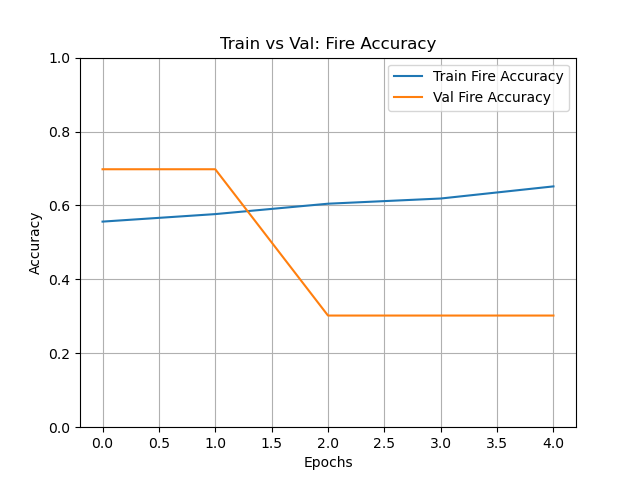 Train vs Val: Fire Accuracy
Train Fire Accuracy
Val Fire Accuracy
Accuracy
1.0
0.8
0.6
0.4
0.2
0.0
0.0 0.5 1.0 1.5 2.0 2.5 3.0 3.5 4.0
Epochs